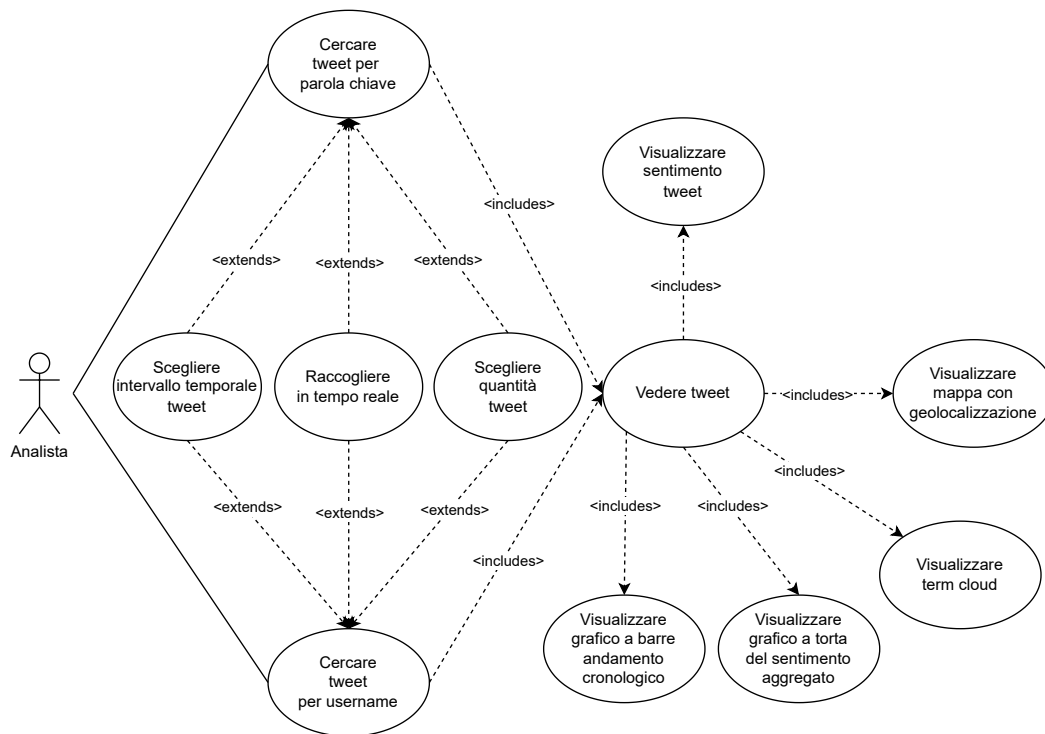 Cercare
tweet per
parola chiave
Visualizzare
sentimento
tweet
<includes>
<extends>
<extends>
<extends>
<includes>
Scegliere
intervallo temporale
tweet
Raccogliere
in tempo reale
Scegliere
quantità
tweet
Vedere tweet
<includes>
Visualizzare
mappa con
geolocalizzazione
Analista
<includes>
<extends>
<extends>
<extends>
<includes>
<includes>
<includes>
Visualizzare
term cloud
Cercare
tweet
per username
Visualizzare
grafico a barre
andamento
cronologico
Visualizzare
grafico a torta
del sentimento
aggregato